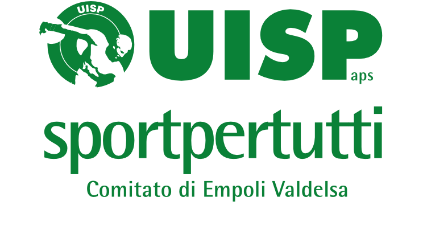 UISP
UISP
aps
sportpertutti
Comitato di Empoli Valdelsa